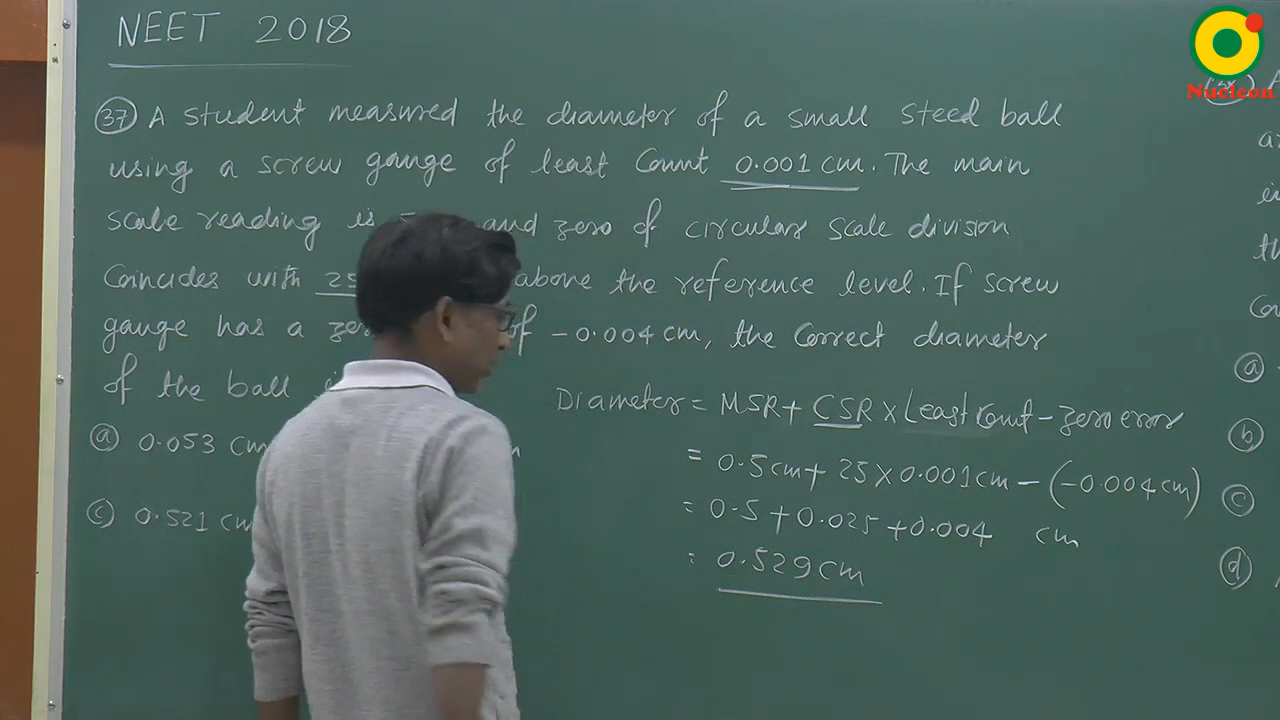 NEET 2018
Nucleon
37 A student measured the diameter of a small steed ball
using a screw gauge of least Count 0.001 cm. The main
scale reading is and zero of circular scale division
Coincides with 25 above the reference level. If screw
gauge has a of -0.004 cm, the Correct diameter
of the ball
a 0.053 cm
c 0.521 cm
Diameter = MSR + CSR × Least Count - zero error
= 0.5 cm + 25 × 0.001 cm - (-0.004 cm)
= 0.5 + 0.025 + 0.004 cm
= 0.529 cm
a
b
c
d